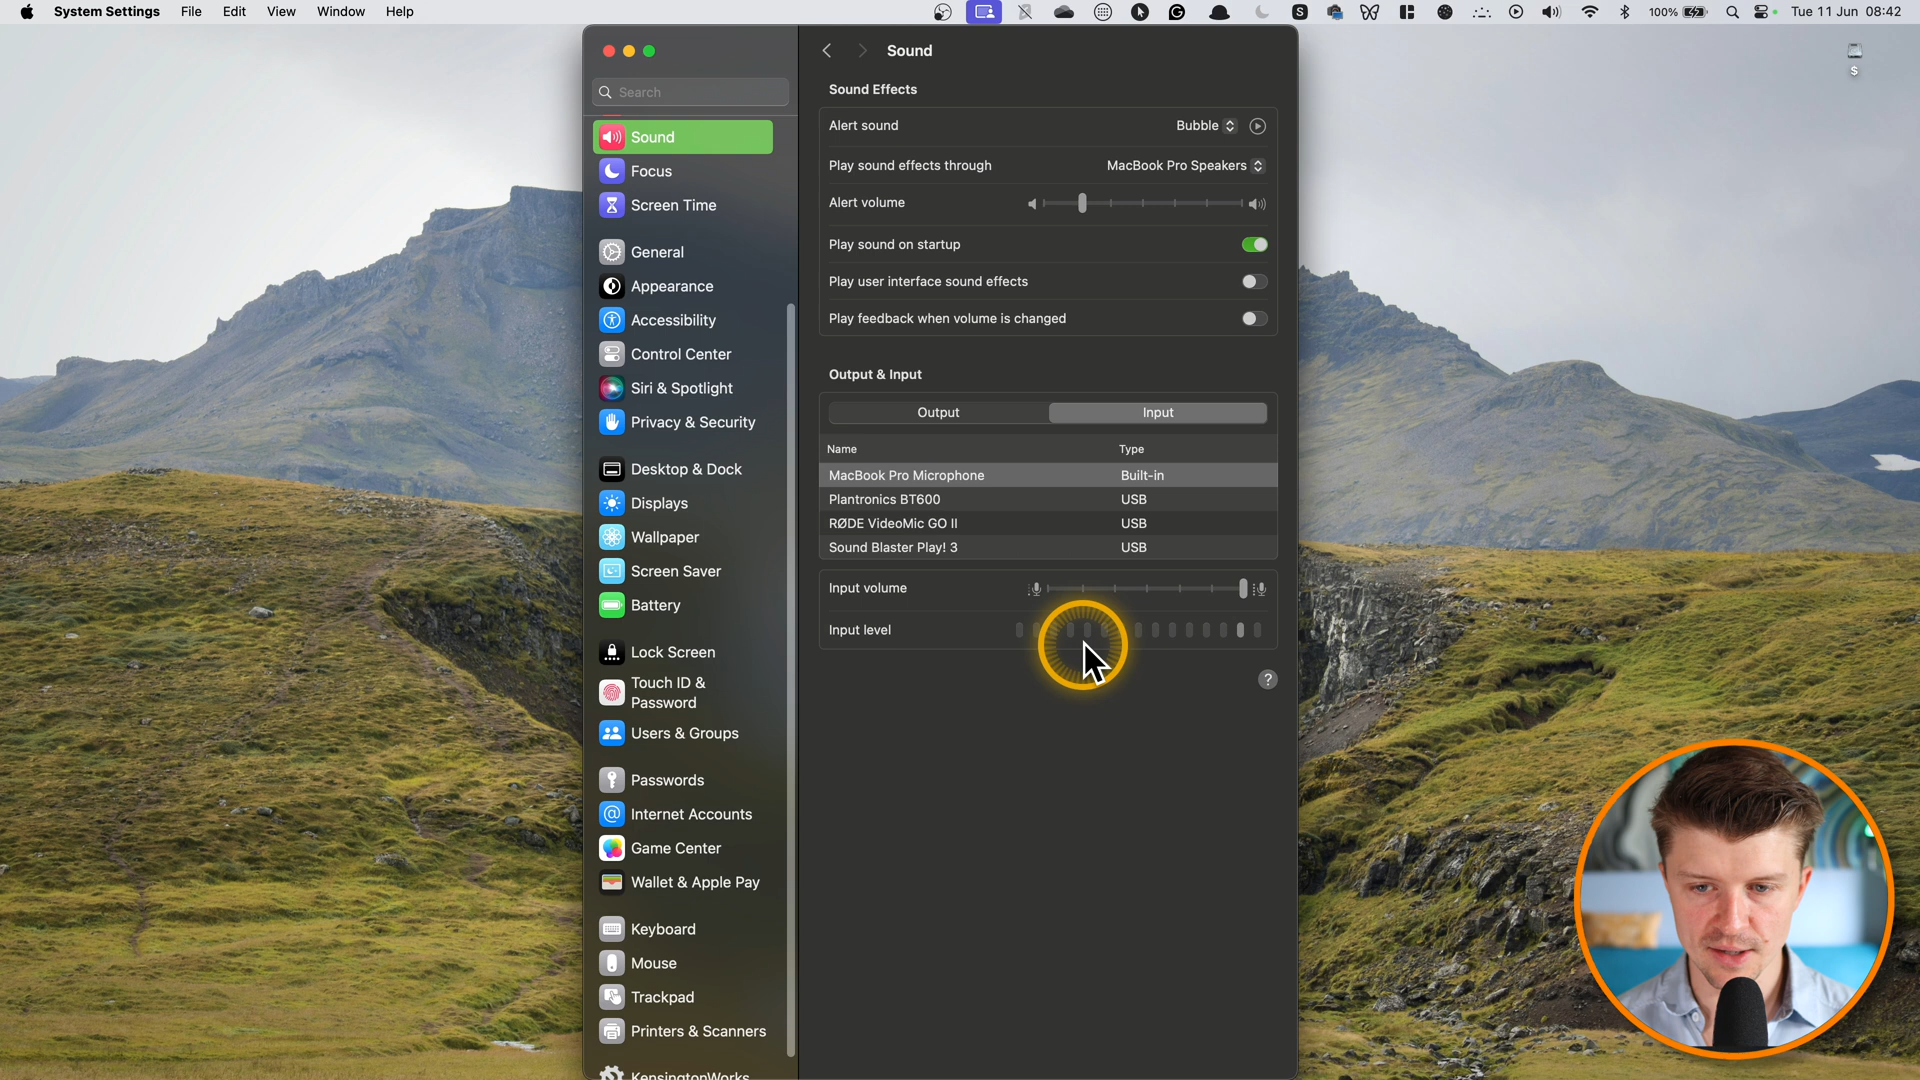 System Settings File Edit View Window Help
S 100% Tue 11 Jun 08:42
$
Search
Sound
Focus
Screen Time
General
Appearance
Accessibility
Control Center
Siri & Spotlight
Privacy & Security
Desktop & Dock
Displays
Wallpaper
Screen Saver
Battery
Lock Screen
Touch ID &
Password
Users & Groups
Passwords
Internet Accounts
Game Center
Wallet & Apple Pay
Keyboard
Mouse
Trackpad
Printers & Scanners
KensingtonWorks
Sound
Sound Effects
Alert sound Bubble
Play sound effects through MacBook Pro Speakers
Alert volume
Play sound on startup
Play user interface sound effects
Play feedback when volume is changed
Output & Input
Output Input
Name Type
MacBook Pro Microphone Built-in
Plantronics BT600 USB
RØDE VideoMic GO II USB
Sound Blaster Play! 3 USB
Input volume
Input level
?